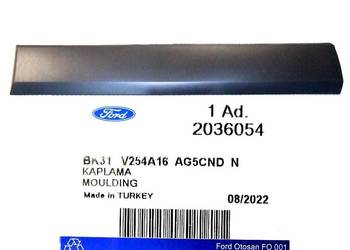 Ford
1 Ad.
2036054
BK31 V254A16 AG5CND N
KAPLAMA
MOULDING
Made in TURKEY
08/2022
Ford Otosan FO 001